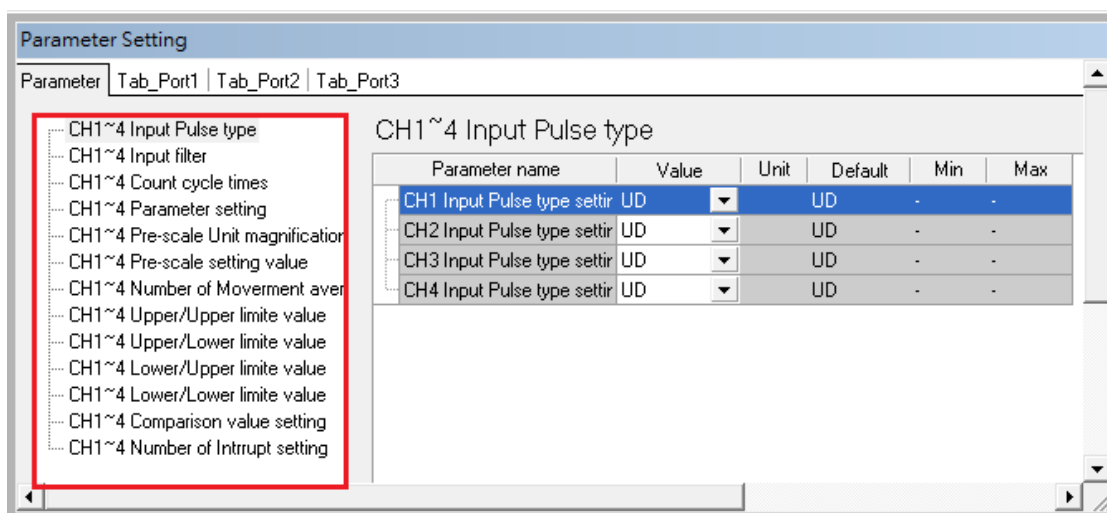 Parameter Setting
Parameter Tab_Port1 Tab_Port2 Tab_Port3
CH1~4 Input Pulse type
CH1~4 Input filter
CH1~4 Count cycle times
CH1~4 Parameter setting
CH1~4 Pre-scale Unit magnification
CH1~4 Pre-scale setting value
CH1~4 Number of Moverment aver
CH1~4 Upper/Upper limite value
CH1~4 Upper/Lower limite value
CH1~4 Lower/Upper limite value
CH1~4 Lower/Lower limite value
CH1~4 Comparison value setting
CH1~4 Number of Intrrupt setting
CH1~4 Input Pulse type
Parameter name Value Unit Default Min Max
CH1 Input Pulse type settir UD UD - -
CH2 Input Pulse type settir UD UD - -
CH3 Input Pulse type settir UD UD - -
CH4 Input Pulse type settir UD UD - -